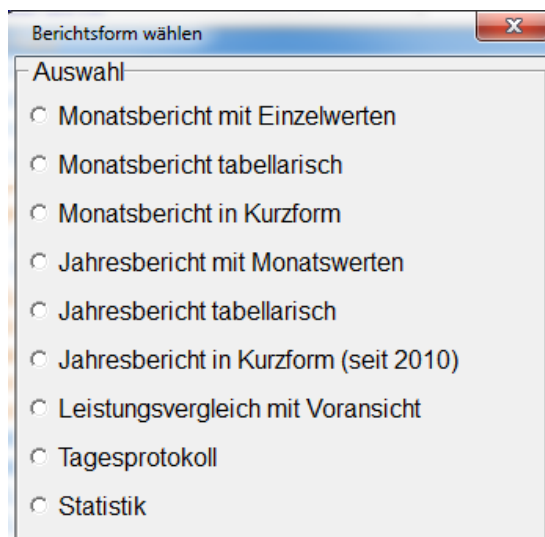 Berichtsform wählen
Auswahl
Monatsbericht mit Einzelwerten
Monatsbericht tabellarisch
Monatsbericht in Kurzform
Jahresbericht mit Monatswerten
Jahresbericht tabellarisch
Jahresbericht in Kurzform (seit 2010)
Leistungsvergleich mit Voransicht
Tagesprotokoll
Statistik